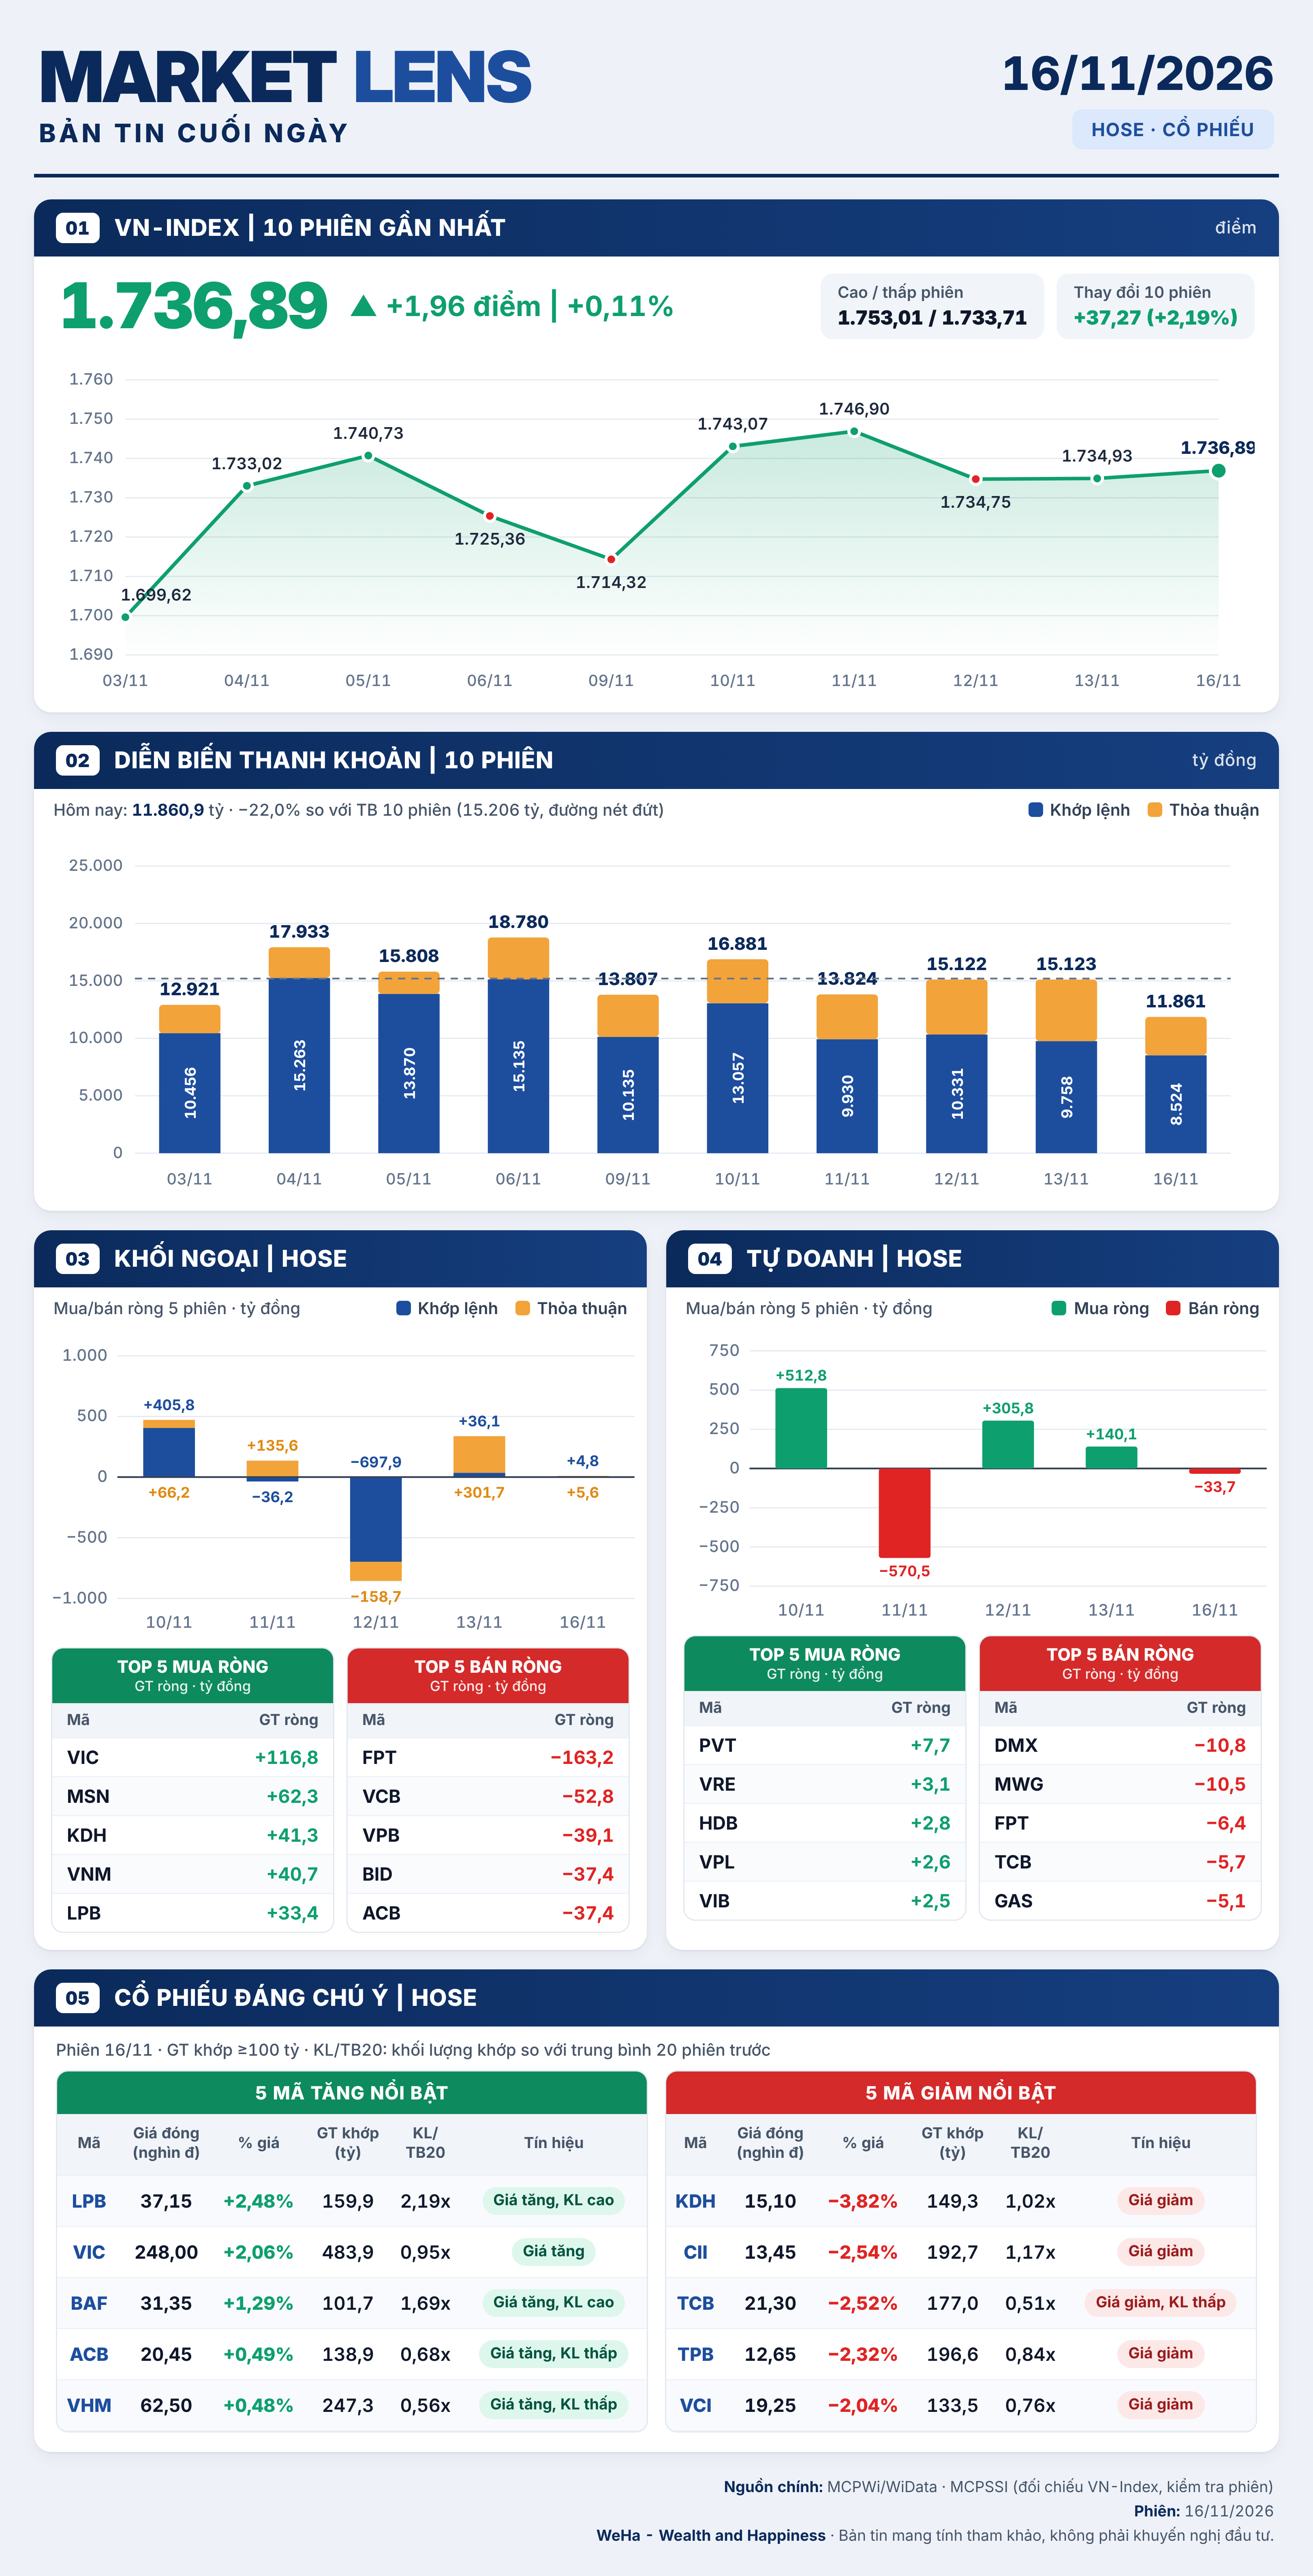 MARKET LENS
BẢN TIN CUỐI NGÀY
16/11/2026
HOSE · CỔ PHIẾU
01 VN-INDEX | 10 PHIÊN GẦN NHẤT
điểm
1.736,89 ▲ +1,96 điểm | +0,11%
Cao / thấp phiên
1.753,01 / 1.733,71
Thay đổi 10 phiên
+37,27 (+2,19%)
1.760
1.750
1.740
1.730
1.720
1.710
1.700
1.690
1.699,62
1.733,02
1.740,73
1.725,36
1.714,32
1.743,07
1.746,90
1.734,75
1.734,93
1.736,89
03/11 04/11 05/11 06/11 09/11 10/11 11/11 12/11 13/11 16/11
02 DIỄN BIẾN THANH KHOẢN | 10 PHIÊN
tỷ đồng
Hôm nay: 11.860,9 tỷ · −22,0% so với TB 10 phiên (15.206 tỷ, đường nét đứt)
Khớp lệnh Thỏa thuận
25.000
20.000
15.000
10.000
5.000
0
12.921 17.933 15.808 18.780 13.807 16.881 13.824 15.122 15.123 11.861
10.456 15.263 13.870 15.135 10.135 13.057 9.930 10.331 9.758 8.524
03/11 04/11 05/11 06/11 09/11 10/11 11/11 12/11 13/11 16/11
03 KHỐI NGOẠI | HOSE
Mua/bán ròng 5 phiên · tỷ đồng
Khớp lệnh Thỏa thuận
1.000
500
0
−500
−1.000
+405,8 +135,6 −697,9 +36,1 +4,8
+66,2 −36,2 −158,7 +301,7 +5,6
10/11 11/11 12/11 13/11 16/11
TOP 5 MUA RÒNG
GT ròng · tỷ đồng
Mã GT ròng
VIC +116,8
MSN +62,3
KDH +41,3
VNM +40,7
LPB +33,4
TOP 5 BÁN RÒNG
GT ròng · tỷ đồng
Mã GT ròng
FPT −163,2
VCB −52,8
VPB −39,1
BID −37,4
ACB −37,4
04 TỰ DOANH | HOSE
Mua/bán ròng 5 phiên · tỷ đồng
Mua ròng Bán ròng
750
500
250
0
−250
−500
−750
+512,8 −570,5 +305,8 +140,1 −33,7
10/11 11/11 12/11 13/11 16/11
TOP 5 MUA RÒNG
GT ròng · tỷ đồng
Mã GT ròng
PVT +7,7
VRE +3,1
HDB +2,8
VPL +2,6
VIB +2,5
TOP 5 BÁN RÒNG
GT ròng · tỷ đồng
Mã GT ròng
DMX −10,8
MWG −10,5
FPT −6,4
TCB −5,7
GAS −5,1
05 CỔ PHIẾU ĐÁNG CHÚ Ý | HOSE
Phiên 16/11 · GT khớp ≥100 tỷ · KL/TB20: khối lượng khớp so với trung bình 20 phiên trước
5 MÃ TĂNG NỔI BẬT
Mã Giá đóng (nghìn đ) % giá GT khớp (tỷ) KL/ TB20 Tín hiệu
LPB 37,15 +2,48% 159,9 2,19x Giá tăng, KL cao
VIC 248,00 +2,06% 483,9 0,95x Giá tăng
BAF 31,35 +1,29% 101,7 1,69x Giá tăng, KL cao
ACB 20,45 +0,49% 138,9 0,68x Giá tăng, KL thấp
VHM 62,50 +0,48% 247,3 0,56x Giá tăng, KL thấp
5 MÃ GIẢM NỔI BẬT
Mã Giá đóng (nghìn đ) % giá GT khớp (tỷ) KL/ TB20 Tín hiệu
KDH 15,10 −3,82% 149,3 1,02x Giá giảm
CII 13,45 −2,54% 192,7 1,17x Giá giảm
TCB 21,30 −2,52% 177,0 0,51x Giá giảm, KL thấp
TPB 12,65 −2,32% 196,6 0,84x Giá giảm
VCI 19,25 −2,04% 133,5 0,76x Giá giảm
Nguồn chính: MCPWi/WiData · MCPSSI (đối chiếu VN-Index, kiểm tra phiên)
Phiên: 16/11/2026
WeHa - Wealth and Happiness · Bản tin mang tính tham khảo, không phải khuyến nghị đầu tư.